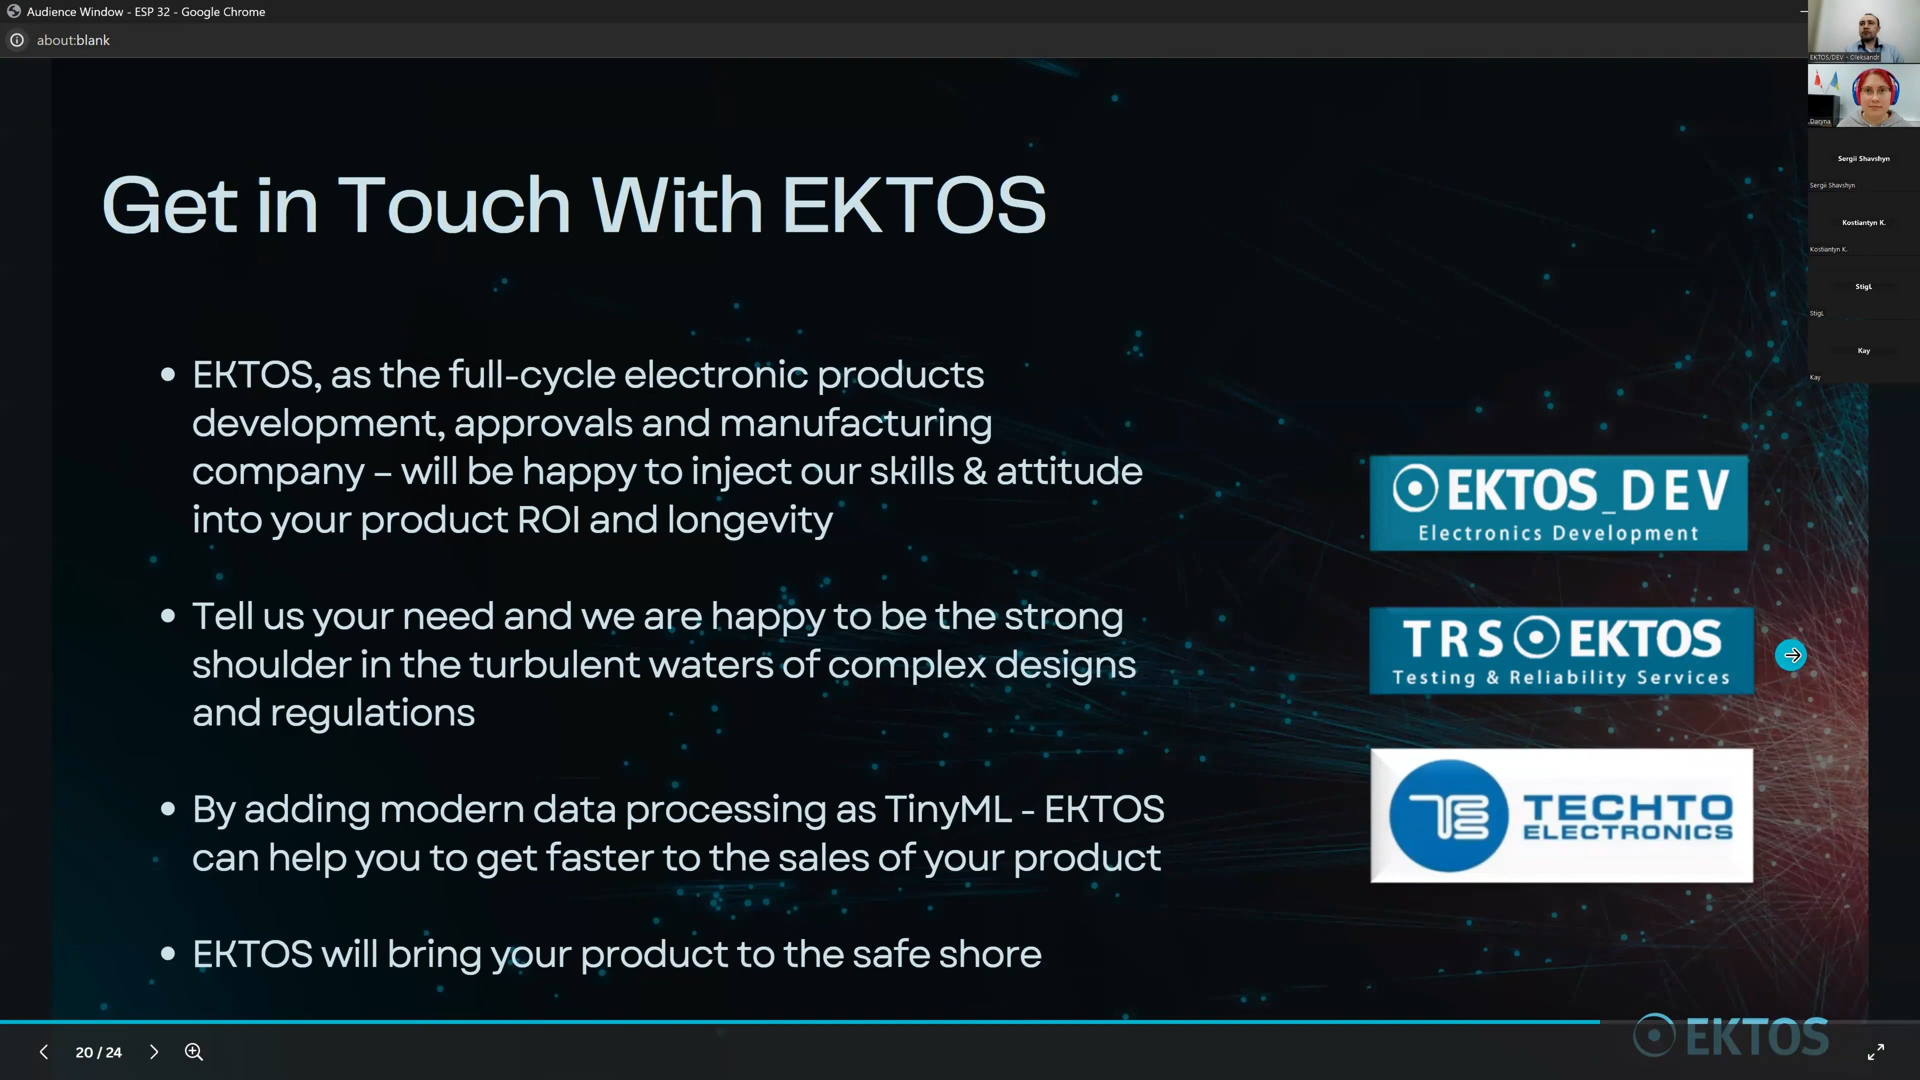 Audience Window - ESP 32 - Google Chrome
about:blank
Get in Touch With EKTOS
• EKTOS, as the full-cycle electronic products
development, approvals and manufacturing
company – will be happy to inject our skills & attitude
into your product ROI and longevity
• Tell us your need and we are happy to be the strong
shoulder in the turbulent waters of complex designs
and regulations
• By adding modern data processing as TinyML - EKTOS
can help you to get faster to the sales of your product
• EKTOS will bring your product to the safe shore
EKTOS_DEV
Electronics Development
TRS EKTOS
Testing & Reliability Services
TE TECHTO
ELECTRONICS
EKTOS/DEV - Oleksandr
Daryna
Sergii Shavshyn
Sergii Shavshyn
Kostiantyn K.
Kostiantyn K.
StigL
StigL
Kay
Kay
20 / 24
EKTOS